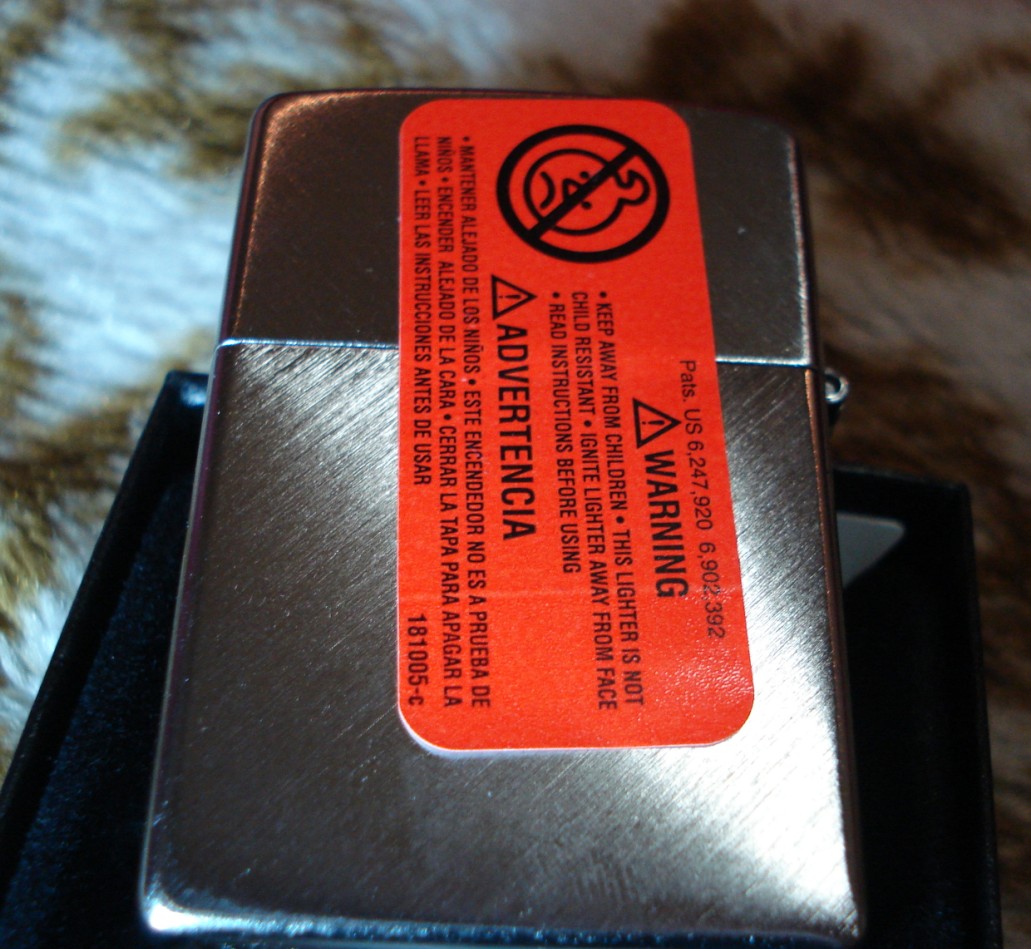 Pats. US 6,247,920 6,902,392
WARNING
• KEEP AWAY FROM CHILDREN • THIS LIGHTER IS NOT
CHILD RESISTANT • IGNITE LIGHTER AWAY FROM FACE
• READ INSTRUCTIONS BEFORE USING
ADVERTENCIA
• MANTENER ALEJADO DE LOS NIÑOS • ESTE ENCENDEDOR NO ES A PRUEBA DE
NIÑOS • ENCENDER ALEJADO DE LA CARA • CERRAR LA TAPA PARA APAGAR LA
LLAMA • LEER LAS INSTRUCCIONES ANTES DE USAR
181005-c